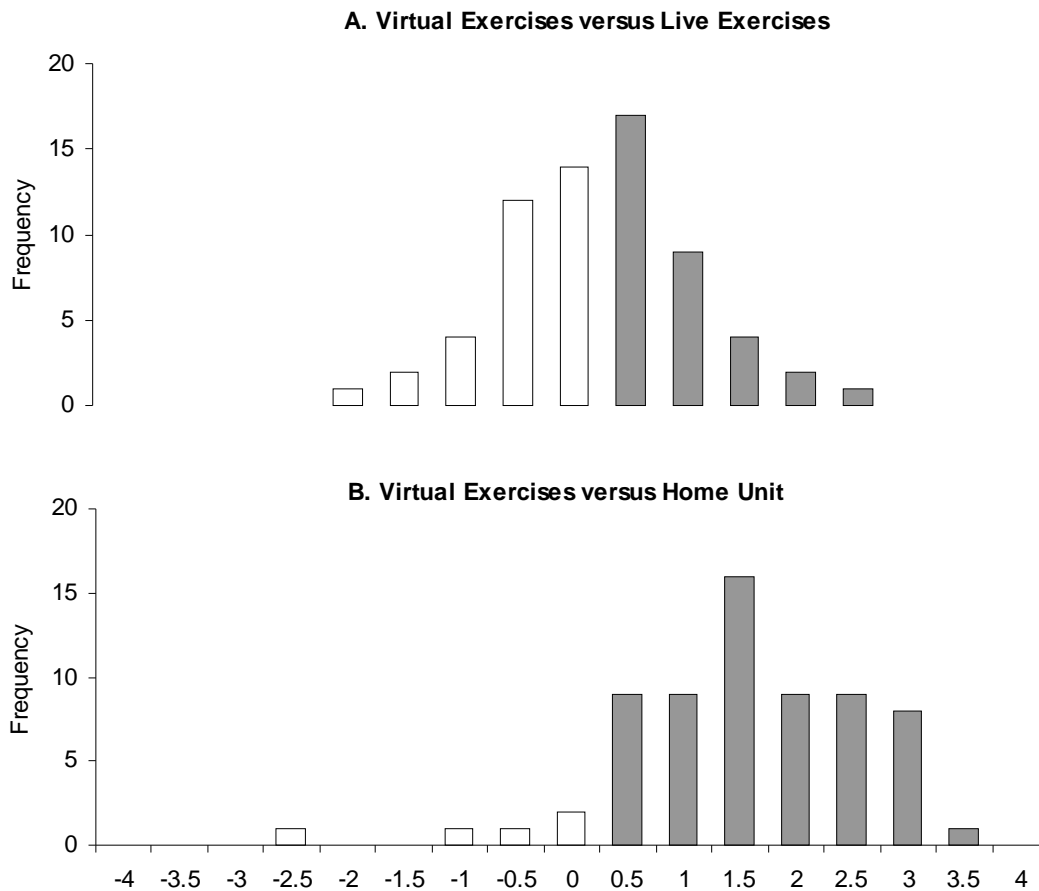 A. Virtual Exercises versus Live Exercises
20
15
10
5
0
Frequency
B. Virtual Exercises versus Home Unit
20
15
10
5
0
Frequency
-4 -3.5 -3 -2.5 -2 -1.5 -1 -0.5 0 0.5 1 1.5 2 2.5 3 3.5 4